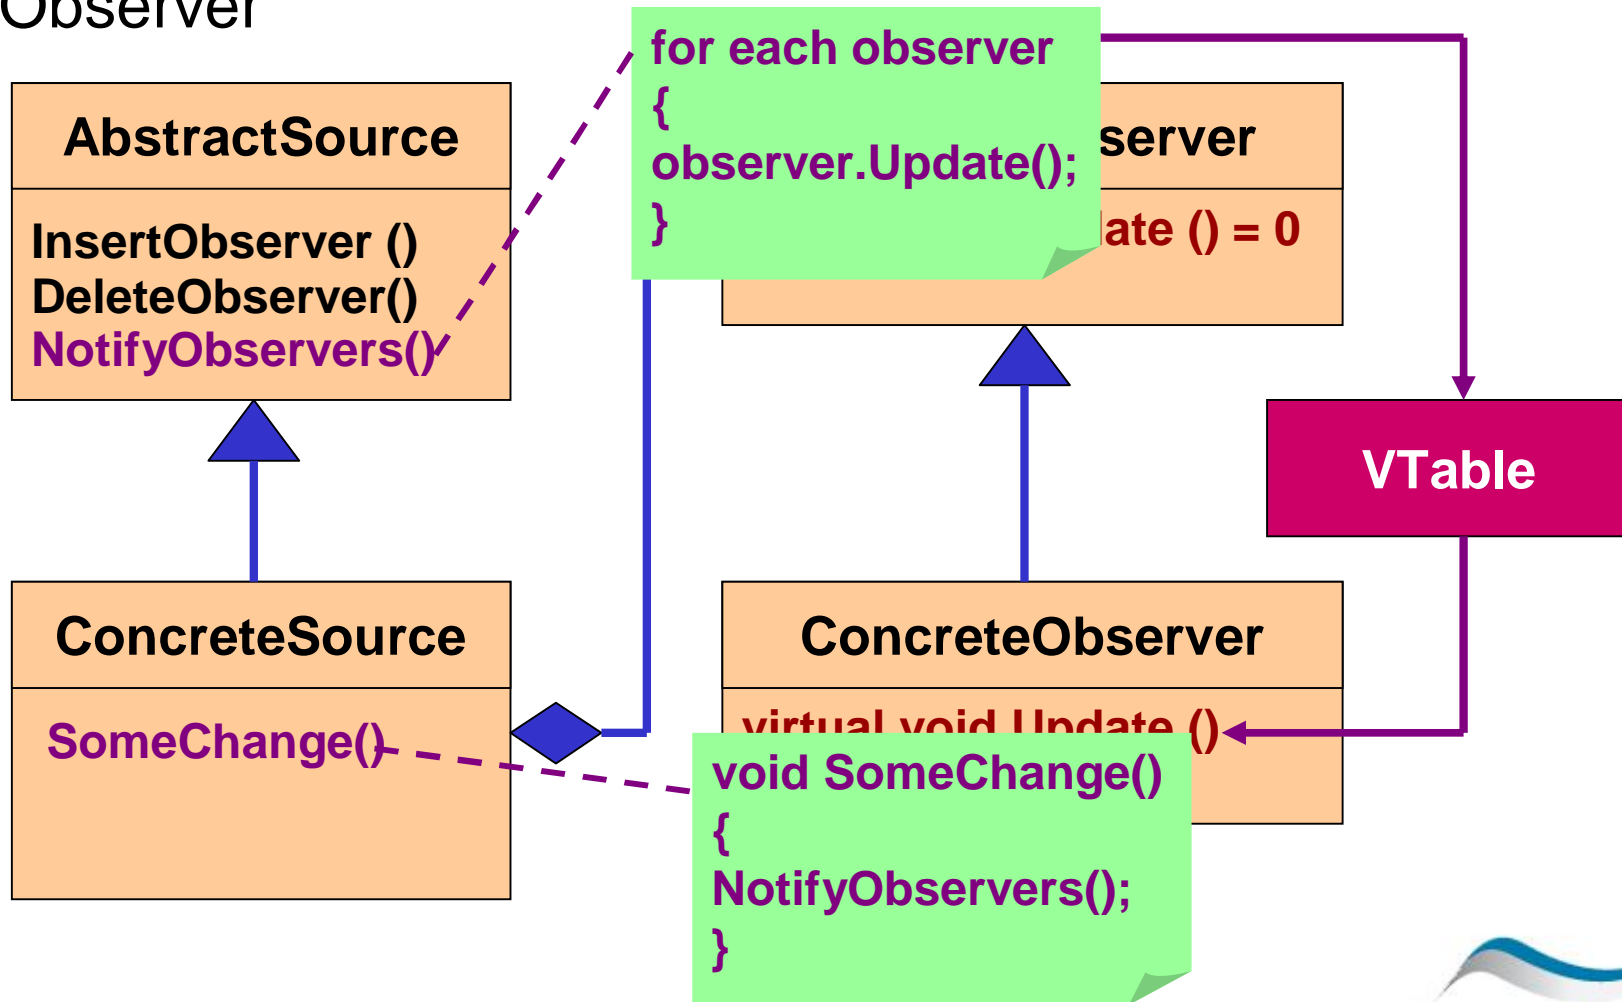 Observer
for each observer
{
observer.Update();
}
AbstractSource
InsertObserver ()
DeleteObserver()
NotifyObservers()
server
ate () = 0
VTable
ConcreteSource
SomeChange()
ConcreteObserver
virtual void Update ()
void SomeChange()
{
NotifyObservers();
}